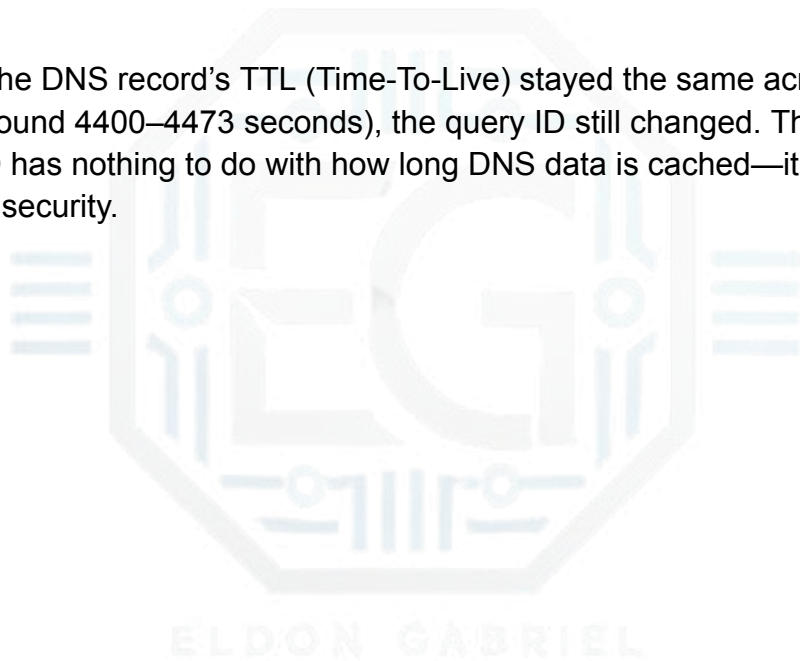 he DNS record’s TTL (Time-To-Live) stayed the same acr
ound 4400–4473 seconds), the query ID still changed. Th
has nothing to do with how long DNS data is cached—it
security.
EG
ELDON GABRIEL